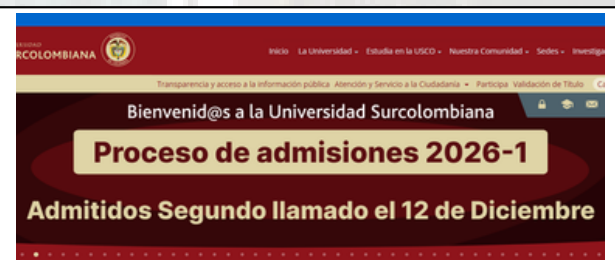 RCOLOMBIANA
Inicio La Universidad Estudia en la USCO Nuestra Comunidad Sedes
Transparencia y acceso a la información pública Atención y Servicio a la Ciudadanía Participa Validación de Título
Bienvenid@s a la Universidad Surcolombiana
Proceso de admisiones 2026-1
Admitidos Segundo llamado el 12 de Diciembre